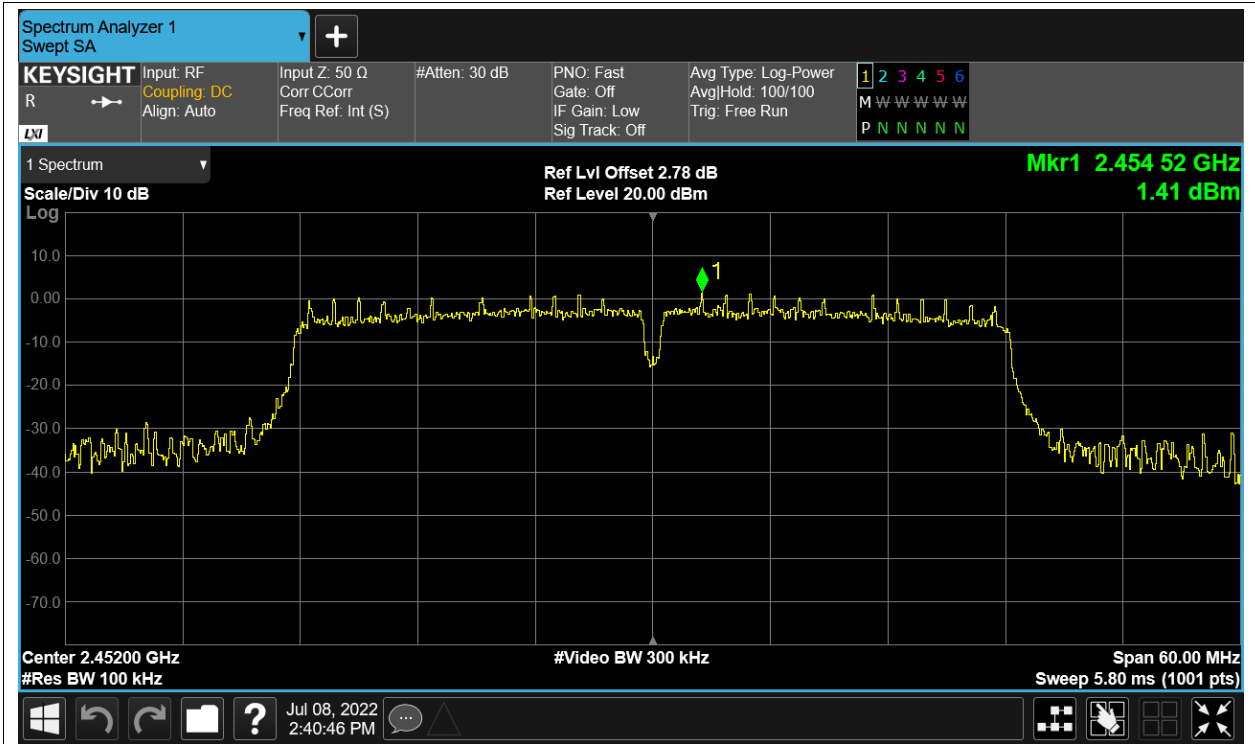 Spectrum Analyzer 1
Swept SA
KEYSIGHT
R
LXI
Input: RF
Coupling: DC
Align: Auto
Input Z: 50 Ω
Corr CCorr
Freq Ref: Int (S)
#Atten: 30 dB
PNO: Fast
Gate: Off
IF Gain: Low
Sig Track: Off
Avg Type: Log-Power
Avg|Hold: 100/100
Trig: Free Run
1 2 3 4 5 6
M W W W W W
P N N N N N
1 Spectrum
Scale/Div 10 dB
Log
Ref Lvl Offset 2.78 dB
Ref Level 20.00 dBm
Mkr1 2.454 52 GHz
1.41 dBm
1
10.0
0.00
-10.0
-20.0
-30.0
-40.0
-50.0
-60.0
-70.0
Center 2.45200 GHz
#Res BW 100 kHz
#Video BW 300 kHz
Span 60.00 MHz
Sweep 5.80 ms (1001 pts)
?
Jul 08, 2022
2:40:46 PM